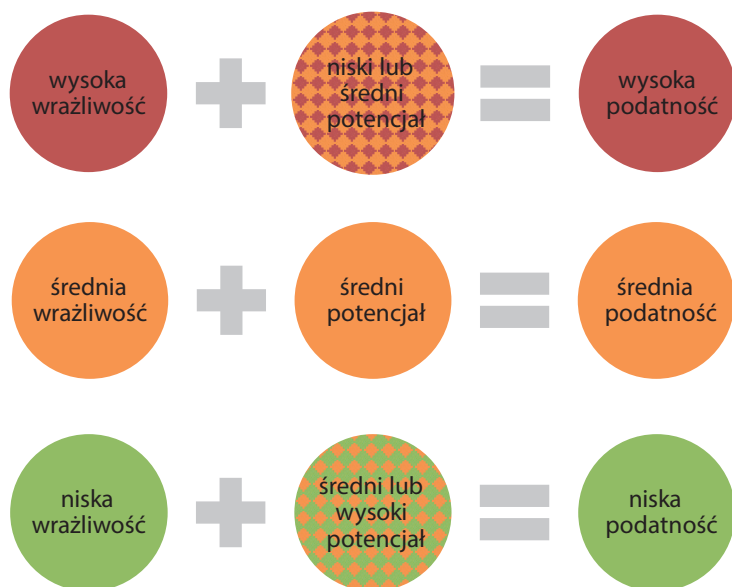 wysoka
wrażliwość
niski lub
średni
potencjał
wysoka
podatność
średnia
wrażliwość
średni
potencjał
średnia
podatność
niska
wrażliwość
średni lub
wysoki
potencjał
niska
podatność